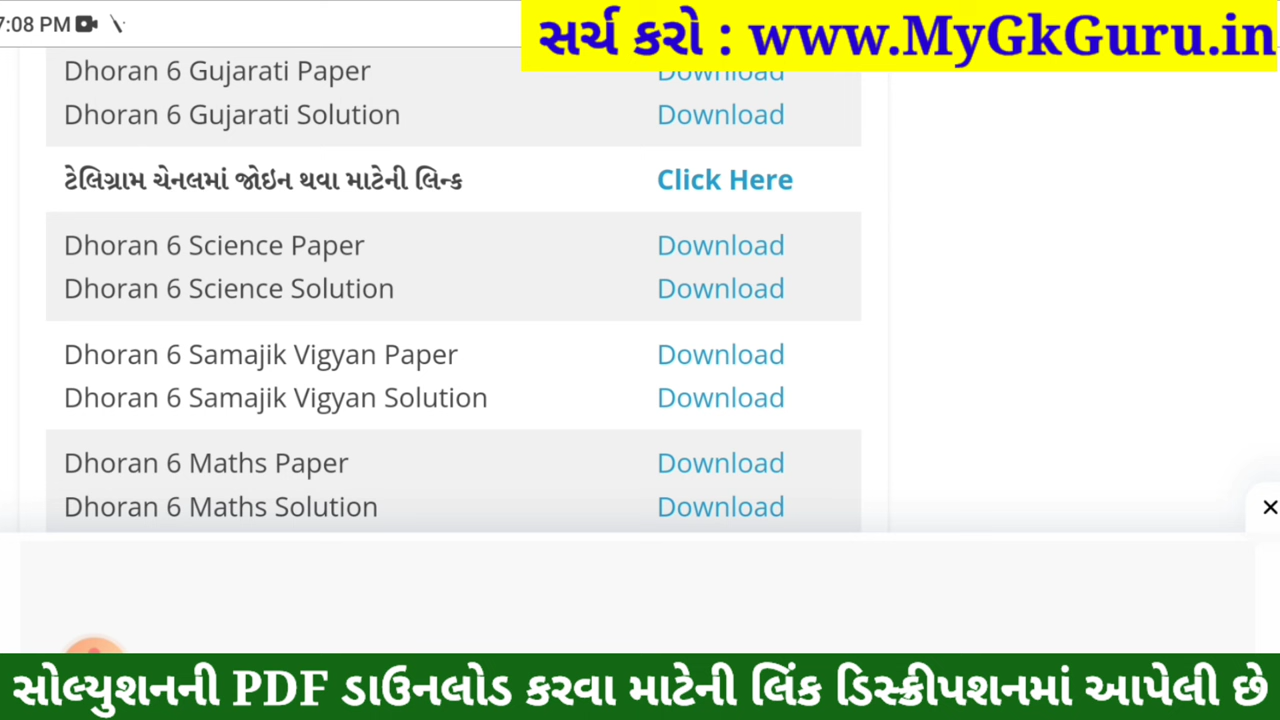 7:08 PM
સર્ચ કરો : www.MyGkGuru.in
Dhoran 6 Gujarati Paper Download
Dhoran 6 Gujarati Solution Download
ટેલિગ્રામ ચેનલમાં જોઇન થવા માટેની લિન્ક Click Here
Dhoran 6 Science Paper Download
Dhoran 6 Science Solution Download
Dhoran 6 Samajik Vigyan Paper Download
Dhoran 6 Samajik Vigyan Solution Download
Dhoran 6 Maths Paper Download
Dhoran 6 Maths Solution Download
સોલ્યુશનની PDF ડાઉનલોડ કરવા માટેની લિંક ડિસ્ક્રીપશનમાં આપેલી છે